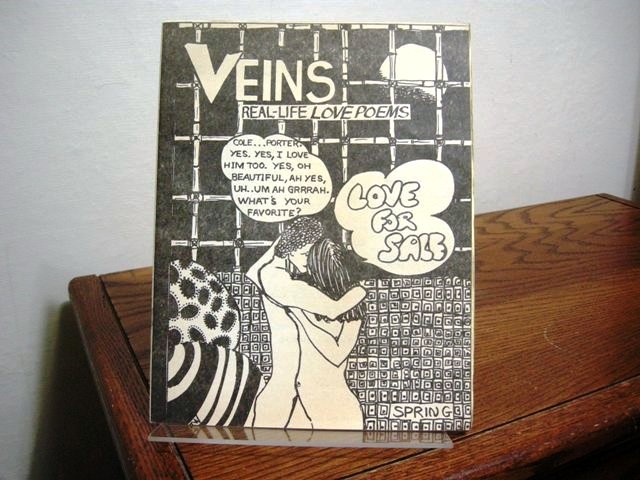 VEINS
REAL-LIFE LOVE POEMS
COLE...PORTER.
YES. YES, I LOVE
HIM TOO. YES, OH
BEAUTIFUL, AH YES,
UH..UM AH GRRRAH.
WHAT'S YOUR
FAVORITE?
LOVE
FOR
SALE
SPRING